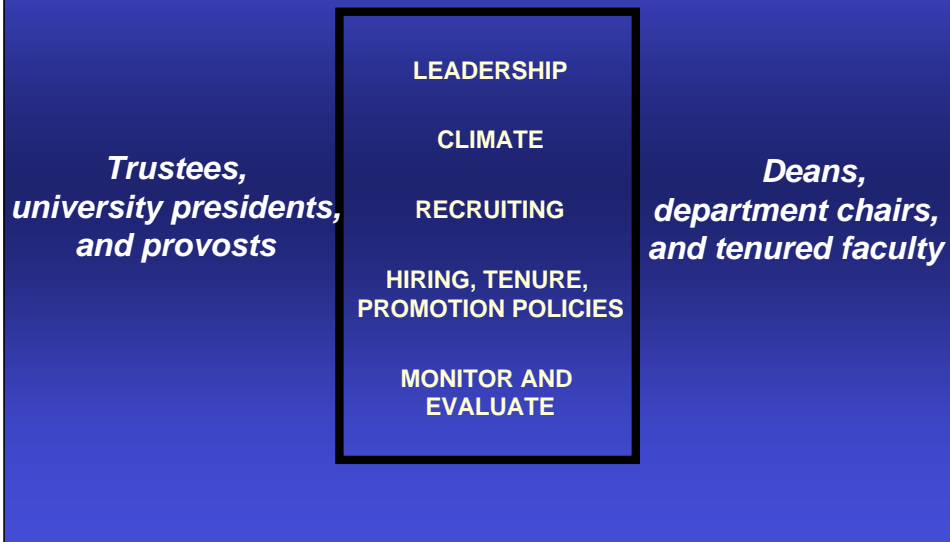 Trustees,
university presidents,
and provosts
LEADERSHIP
CLIMATE
RECRUITING
HIRING, TENURE,
PROMOTION POLICIES
MONITOR AND
EVALUATE
Deans,
department chairs,
and tenured faculty